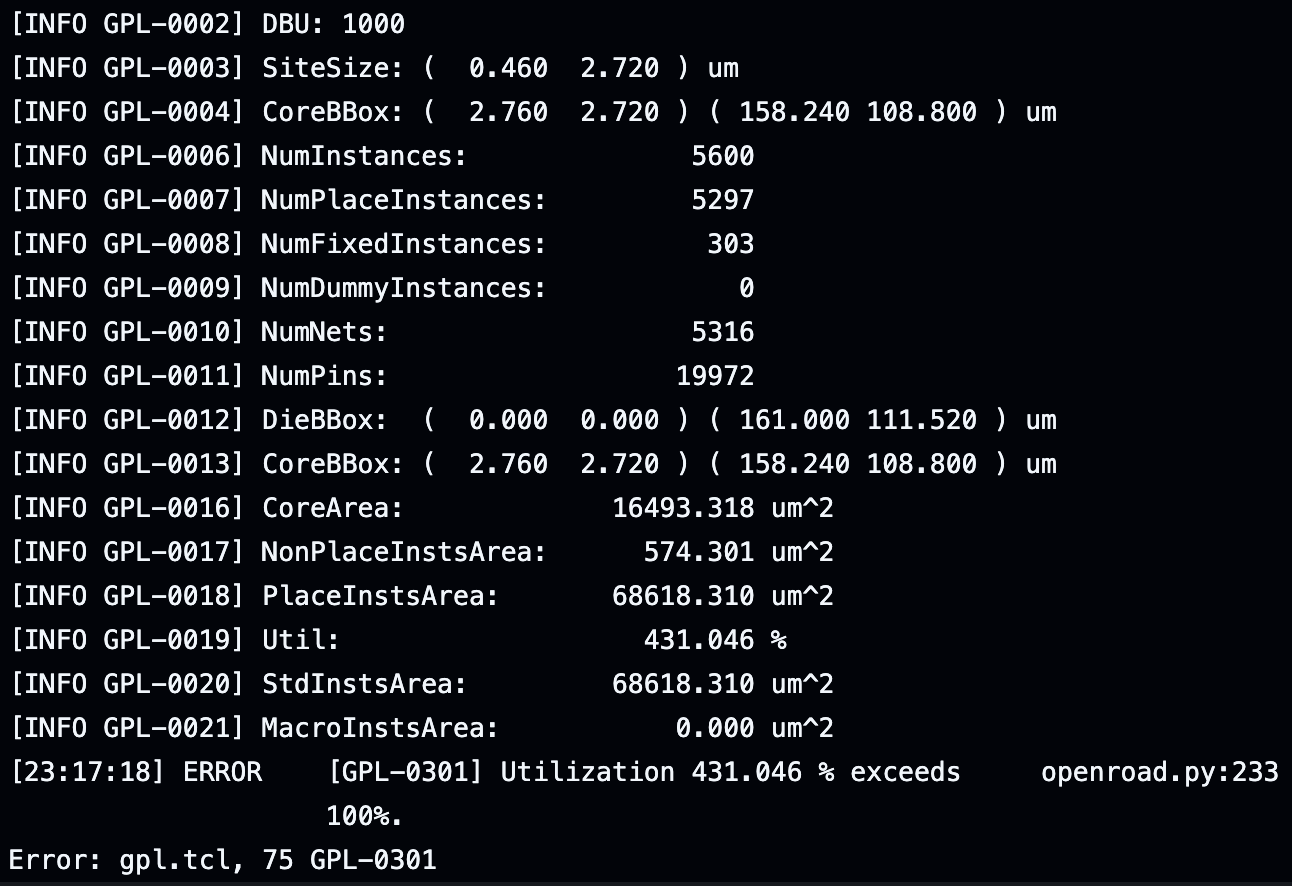 [INFO GPL-0002] DBU: 1000
[INFO GPL-0003] SiteSize: (  0.460  2.720 ) um
[INFO GPL-0004] CoreBBox: (  2.760  2.720 ) ( 158.240 108.800 ) um
[INFO GPL-0006] NumInstances:              5600
[INFO GPL-0007] NumPlaceInstances:         5297
[INFO GPL-0008] NumFixedInstances:          303
[INFO GPL-0009] NumDummyInstances:            0
[INFO GPL-0010] NumNets:                   5316
[INFO GPL-0011] NumPins:                  19972
[INFO GPL-0012] DieBBox:  (  0.000  0.000 ) ( 161.000 111.520 ) um
[INFO GPL-0013] CoreBBox: (  2.760  2.720 ) ( 158.240 108.800 ) um
[INFO GPL-0016] CoreArea:             16493.318 um^2
[INFO GPL-0017] NonPlaceInstsArea:      574.301 um^2
[INFO GPL-0018] PlaceInstsArea:       68618.310 um^2
[INFO GPL-0019] Util:                   431.046 %
[INFO GPL-0020] StdInstsArea:         68618.310 um^2
[INFO GPL-0021] MacroInstsArea:           0.000 um^2
[23:17:18] ERROR    [GPL-0301] Utilization 431.046 % exceeds     openroad.py:233
                    100%.
Error: gpl.tcl, 75 GPL-0301